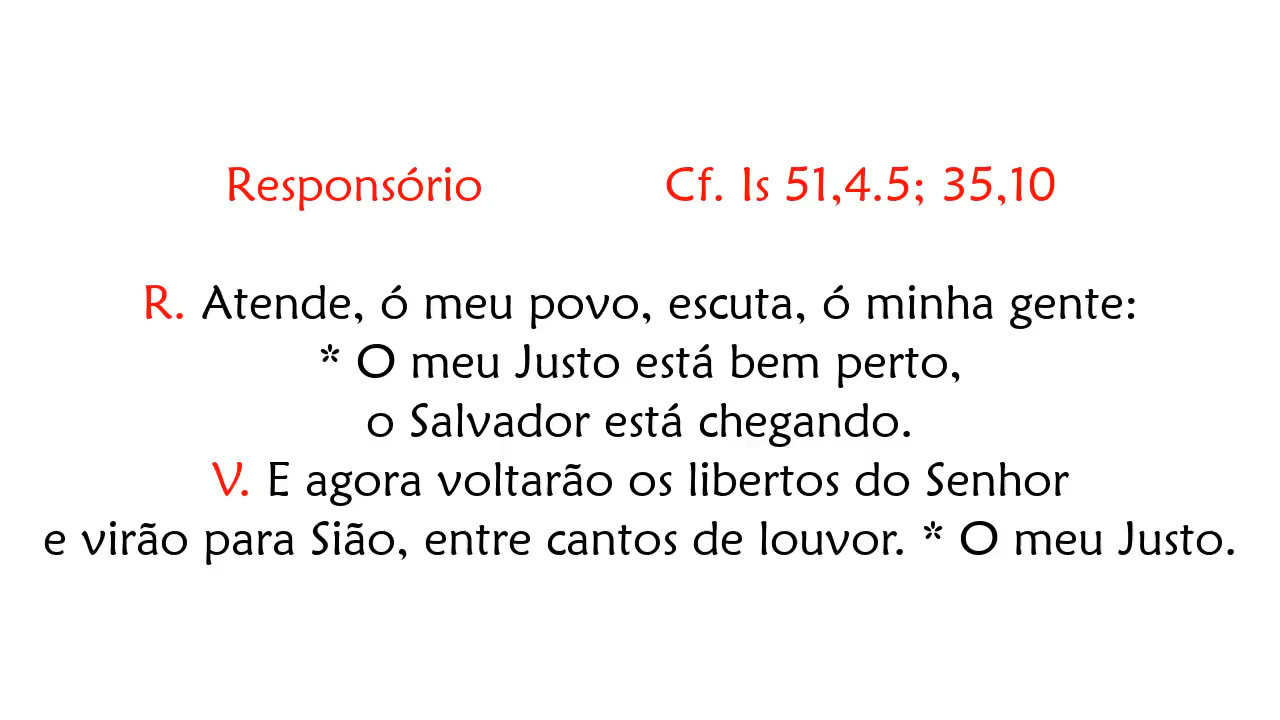 Responsório Cf. Is 51,4.5; 35,10
R. Atende, ó meu povo, escuta, ó minha gente:
* O meu Justo está bem perto,
o Salvador está chegando.
V. E agora voltarão os libertos do Senhor
e virão para Sião, entre cantos de louvor. * O meu Justo.